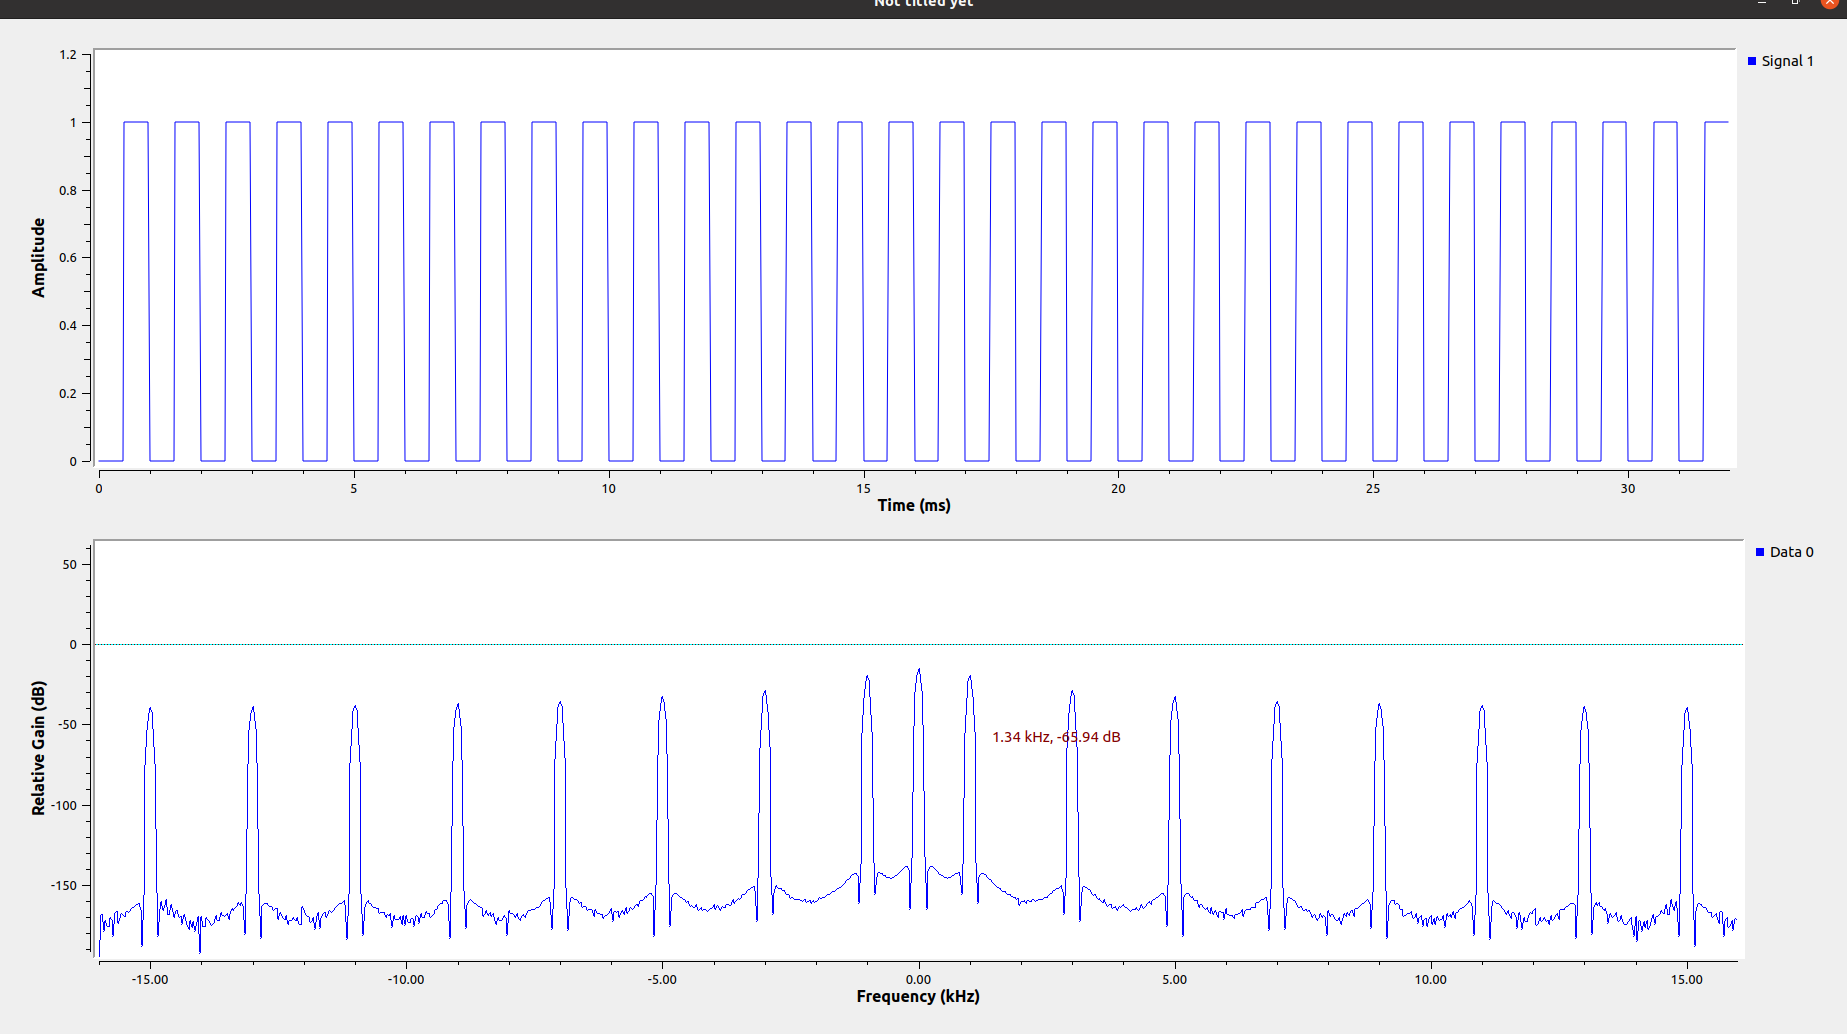 Not titled yet
1.2
1
0.8
0.6
0.4
0.2
0
Amplitude
0 5 10 15 20 25 30
Time (ms)
Signal 1
50
0
-50
-100
-150
Relative Gain (dB)
1.34 kHz, -65.94 dB
-15.00 -10.00 -5.00 0.00 5.00 10.00 15.00
Frequency (kHz)
Data 0